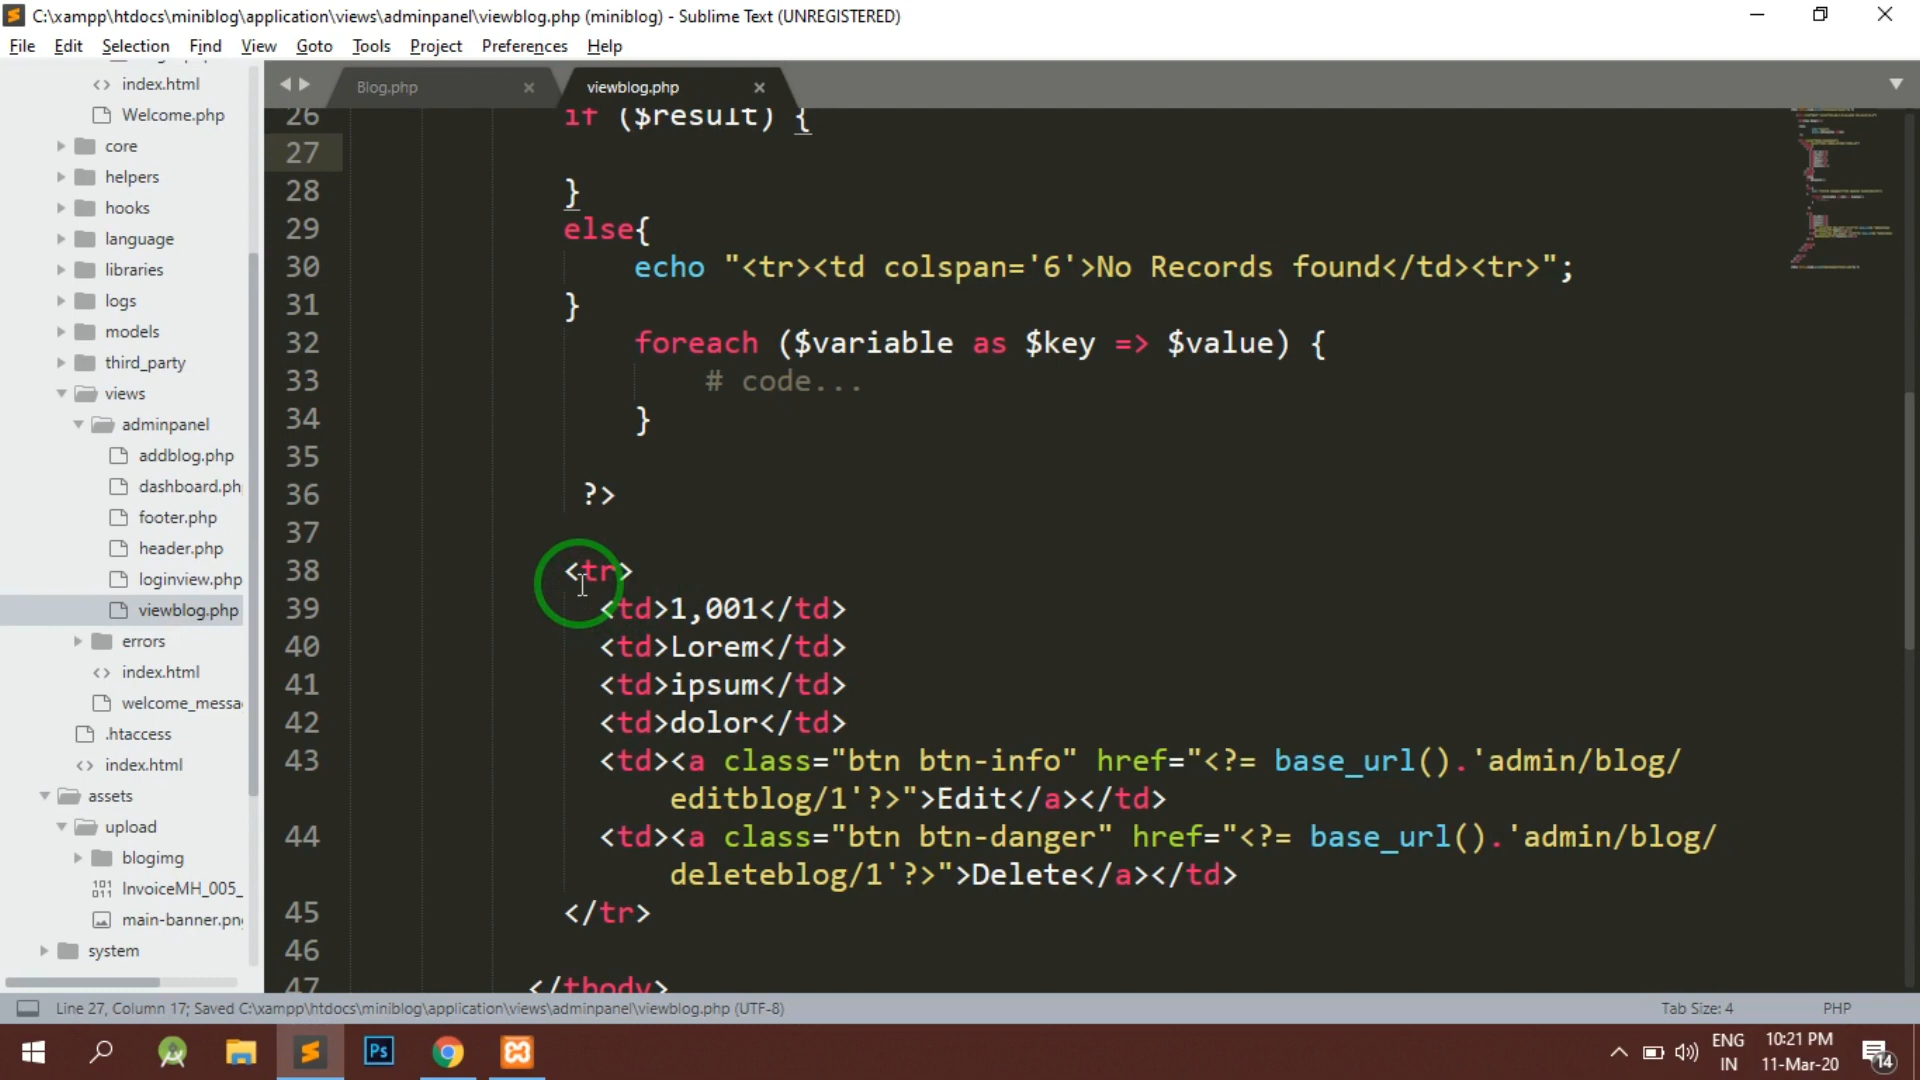 C:\xampp\htdocs\miniblog\application\views\adminpanel\viewblog.php (miniblog) - Sublime Text (UNREGISTERED)
File Edit Selection Find View Goto Tools Project Preferences Help
index.html
Welcome.php
core
helpers
hooks
language
libraries
logs
models
third_party
views
adminpanel
addblog.php
dashboard.ph
footer.php
header.php
loginview.php
viewblog.php
errors
index.html
welcome_messa
.htaccess
index.html
assets
upload
blogimg
InvoiceMH_005_
main-banner.pn
system
Blog.php
viewblog.php
26 if ($result) {
27
28 }
29 else{
30 echo "<tr><td colspan='6'>No Records found</td><tr>";
31 }
32 foreach ($variable as $key => $value) {
33 # code...
34 }
35
36 ?>
37
38 <tr>
39 <td>1,001</td>
40 <td>Lorem</td>
41 <td>ipsum</td>
42 <td>dolor</td>
43 <td><a class="btn btn-info" href="<?= base_url().'admin/blog/
editblog/1'?>">Edit</a></td>
44 <td><a class="btn btn-danger" href="<?= base_url().'admin/blog/
deleteblog/1'?>">Delete</a></td>
45 </tr>
46
47 </tbody>
Line 27, Column 17; Saved C:\xampp\htdocs\miniblog\application\views\adminpanel\viewblog.php (UTF-8)
Tab Size: 4
PHP
Ps
ENG
IN
10:21 PM
11-Mar-20
14